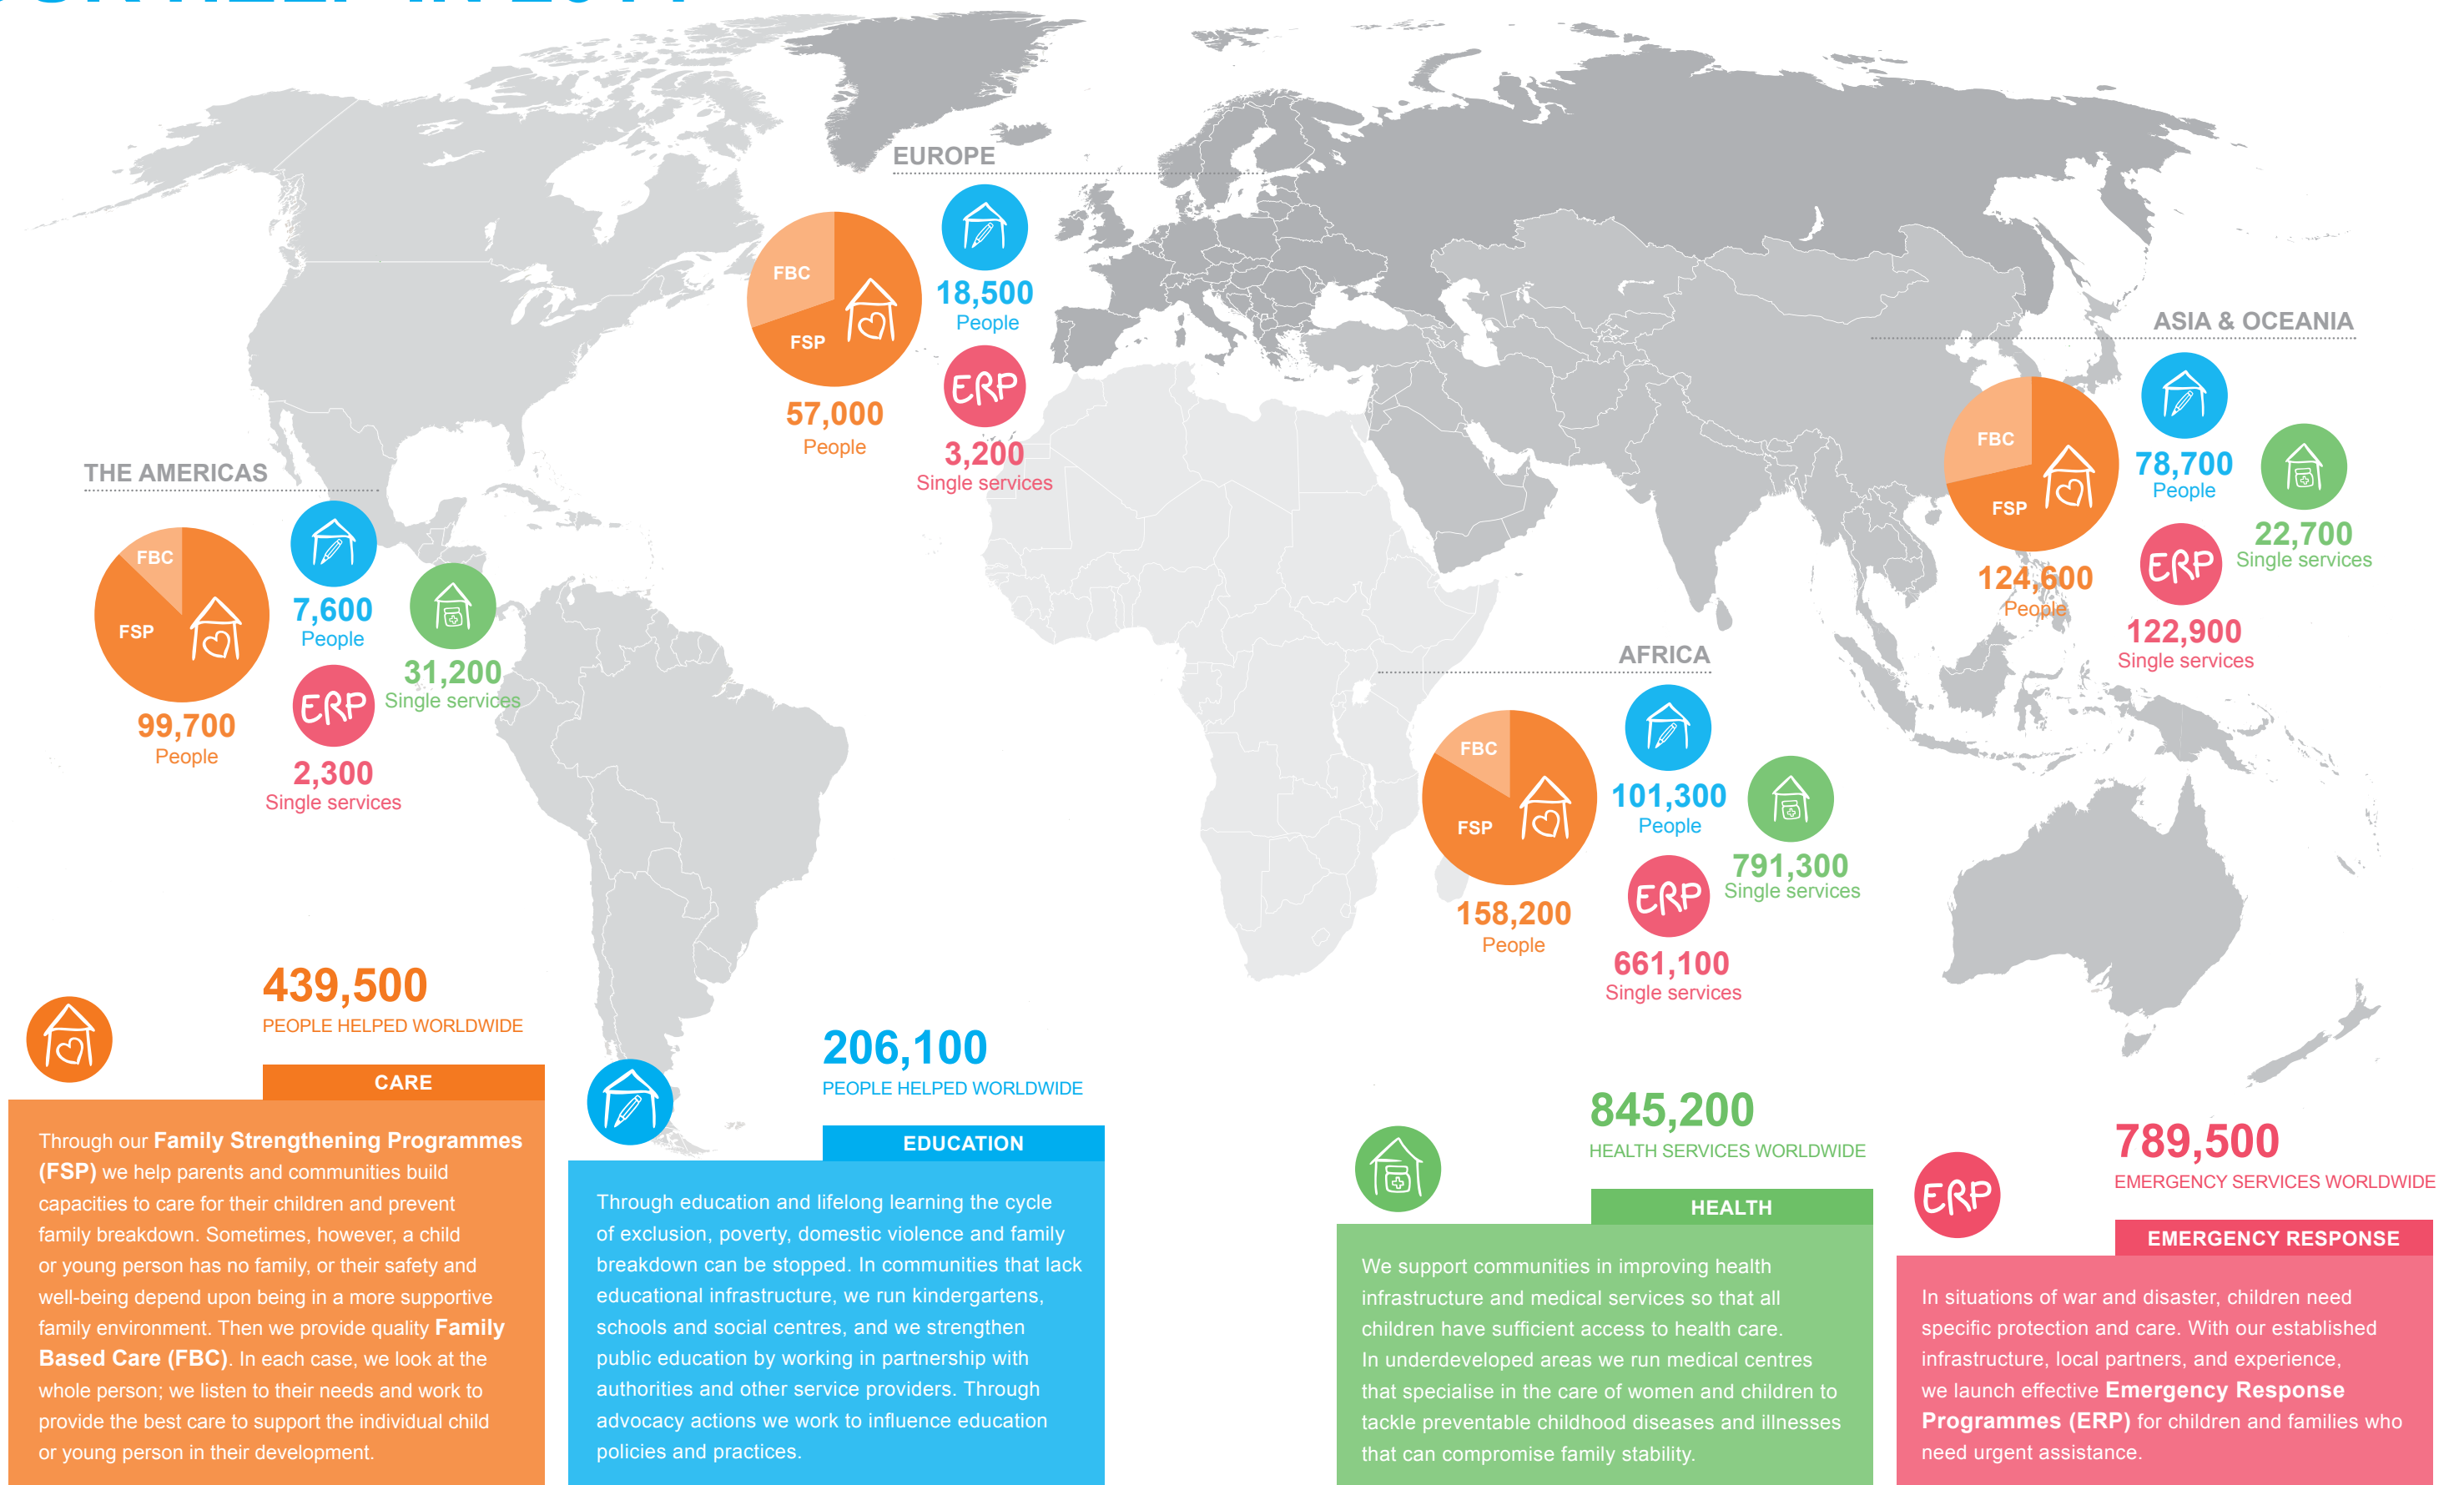 EUROPE
FBC
FSP
57,000
People
18,500
People
ERP
3,200
Single services
ASIA & OCEANIA
FBC
FSP
124,600
People
78,700
People
ERP
122,900
Single services
22,700
Single services
THE AMERICAS
FBC
FSP
99,700
People
7,600
People
ERP
2,300
Single services
31,200
Single services
AFRICA
FBC
FSP
158,200
People
101,300
People
ERP
661,100
Single services
791,300
Single services
439,500
PEOPLE HELPED WORLDWIDE
CARE
Through our Family Strengthening Programmes
(FSP) we help parents and communities build
capacities to care for their children and prevent
family breakdown. Sometimes, however, a child
or young person has no family, or their safety and
well-being depend upon being in a more supportive
family environment. Then we provide quality Family
Based Care (FBC). In each case, we look at the
whole person; we listen to their needs and work to
provide the best care to support the individual child
or young person in their development.
206,100
PEOPLE HELPED WORLDWIDE
EDUCATION
Through education and lifelong learning the cycle
of exclusion, poverty, domestic violence and family
breakdown can be stopped. In communities that lack
educational infrastructure, we run kindergartens,
schools and social centres, and we strengthen
public education by working in partnership with
authorities and other service providers. Through
advocacy actions we work to influence education
policies and practices.
845,200
HEALTH SERVICES WORLDWIDE
HEALTH
We support communities in improving health
infrastructure and medical services so that all
children have sufficient access to health care.
In underdeveloped areas we run medical centres
that specialise in the care of women and children to
tackle preventable childhood diseases and illnesses
that can compromise family stability.
ERP
789,500
EMERGENCY SERVICES WORLDWIDE
EMERGENCY RESPONSE
In situations of war and disaster, children need
specific protection and care. With our established
infrastructure, local partners, and experience,
we launch effective Emergency Response
Programmes (ERP) for children and families who
need urgent assistance.